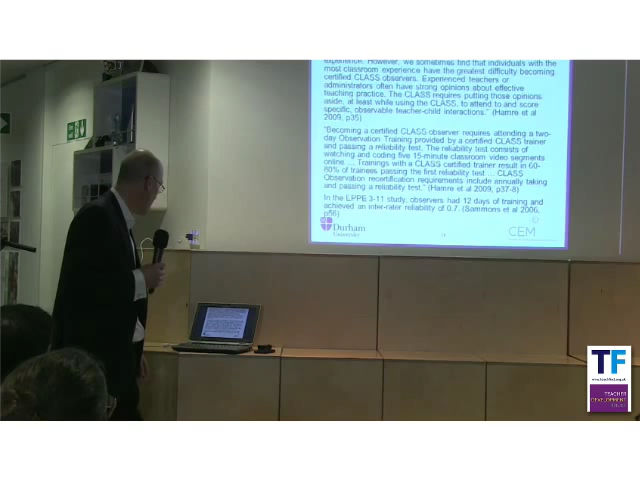 experience. However, we sometimes find that individuals with the
most classroom experience have the greatest difficulty becoming
certified CLASS observers. Experienced teachers or
administrators often have strong opinions about effective
teaching practice. The CLASS requires putting those opinions
aside, at least while using the CLASS, to attend to and score
specific, observable teacher-child interactions." (Hamre et al
2009, p35)
"Becoming a certified CLASS observer requires attending a two-
day Observation Training provided by a certified CLASS trainer
and passing a reliability test. The reliability test consists of
watching and coding five 15-minute classroom video segments
online. ... Trainings with a CLASS certified trainer result in 60-
80% of trainees passing the first reliability test ... CLASS
Observation recertification requirements include annually taking
and passing a reliability test." (Hamre et al 2009, p37-8)
In the EPPE 3-11 study, observers had 12 days of training and
achieved an inter-rater reliability of 0.7. (Sammons et al 2006,
p56)
Durham
University
CEM
TF
TEACHER
DEVELOPMENT
TRUST